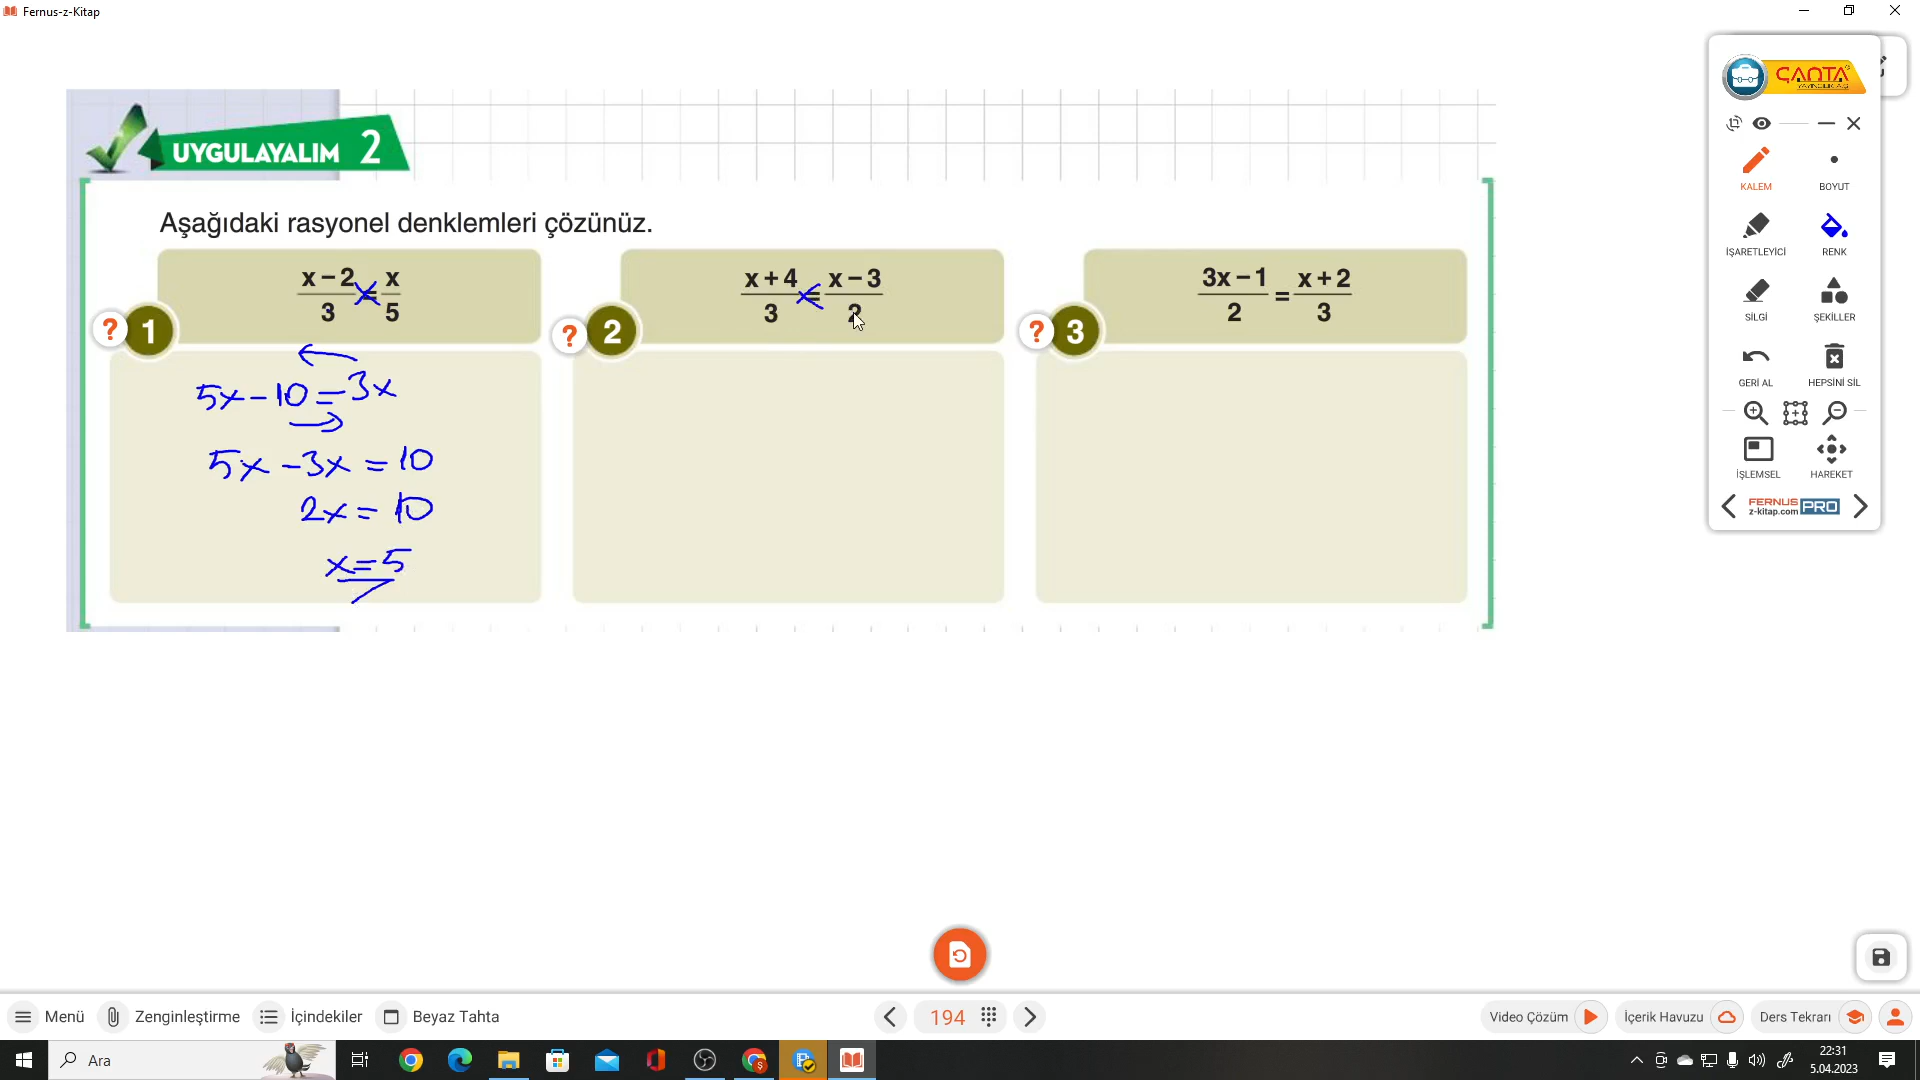 Fernus-z-Kitap
UYGULAYALIM 2
Aşağıdaki rasyonel denklemleri çözünüz.
x – 2 / 3 = x / 5
? 1
5x – 10 = 3x
5x – 3x = 10
2x = 10
x = 5
x + 4 / 3 = x – 3 / 2
? 2
3x – 1 / 2 = x + 2 / 3
? 3
ÇANTA
KALEM
BOYUT
İŞARETLEYİCİ
RENK
SİLGİ
ŞEKİLLER
GERİ AL
HEPSİNİ SİL
İŞLEMSEL
HAREKET
FERNUS
z-kitap.com PRO
Menü
Zenginleştirme
İçindekiler
Beyaz Tahta
194
Video Çözüm
İçerik Havuzu
Ders Tekrarı
Ara
22:31
5.04.2023